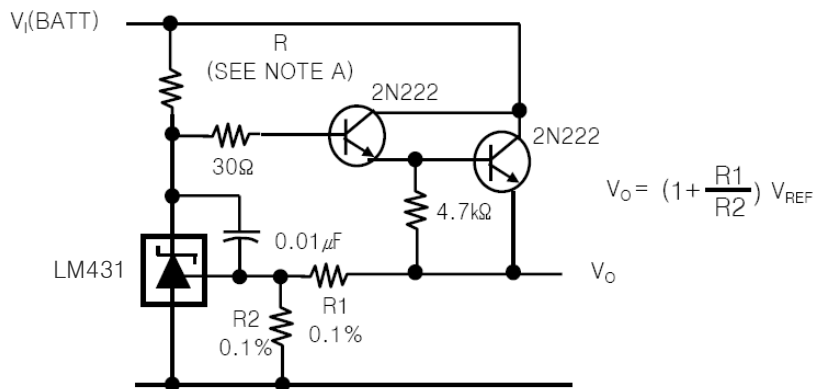 V_I(BATT)
R
(SEE NOTE A)
2N222
2N222
30Ω
4.7kΩ
V_O = (1+ R1/R2) V_REF
0.01μF
LM431
V_O
R1
0.1%
R2
0.1%